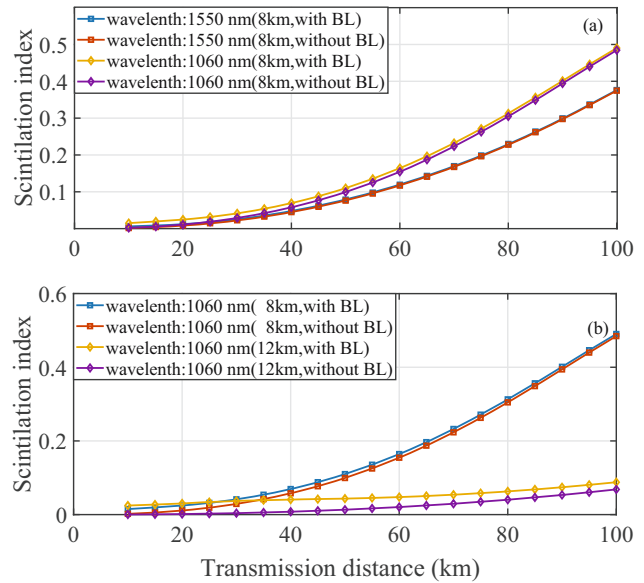 (a)
wavelenth:1550 nm(8km,with BL)
wavelenth:1550 nm(8km,without BL)
wavelenth:1060 nm(8km,with BL)
wavelenth:1060 nm(8km,without BL)
Scintilation index
0.5
0.4
0.3
0.2
0.1
0 20 40 60 80 100
(b)
wavelenth:1060 nm( 8km,with BL)
wavelenth:1060 nm( 8km,without BL)
wavelenth:1060 nm(12km,with BL)
wavelenth:1060 nm(12km,without BL)
Scintilation index
0.6
0.4
0.2
0
0 20 40 60 80 100
Transmission distance (km)